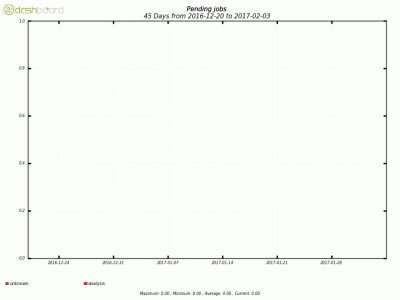 dashboard
Pending jobs
45 Days from 2016-12-20 to 2017-02-03
1.0
0.8
0.6
0.4
0.2
0.0
2016-12-24 2016-12-31 2017-01-07 2017-01-14 2017-01-21 2017-01-28
unknown analysis
Maximum: 0.00 , Minimum: 0.00 , Average: 0.00 , Current: 0.00